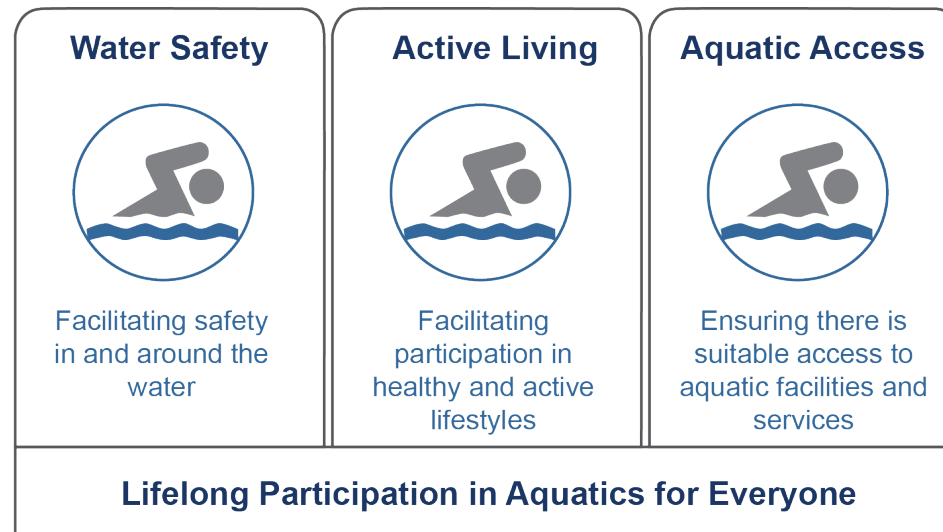 Water Safety
Facilitating safety
in and around the
water
Active Living
Facilitating
participation in
healthy and active
lifestyles
Aquatic Access
Ensuring there is
suitable access to
aquatic facilities and
services
Lifelong Participation in Aquatics for Everyone